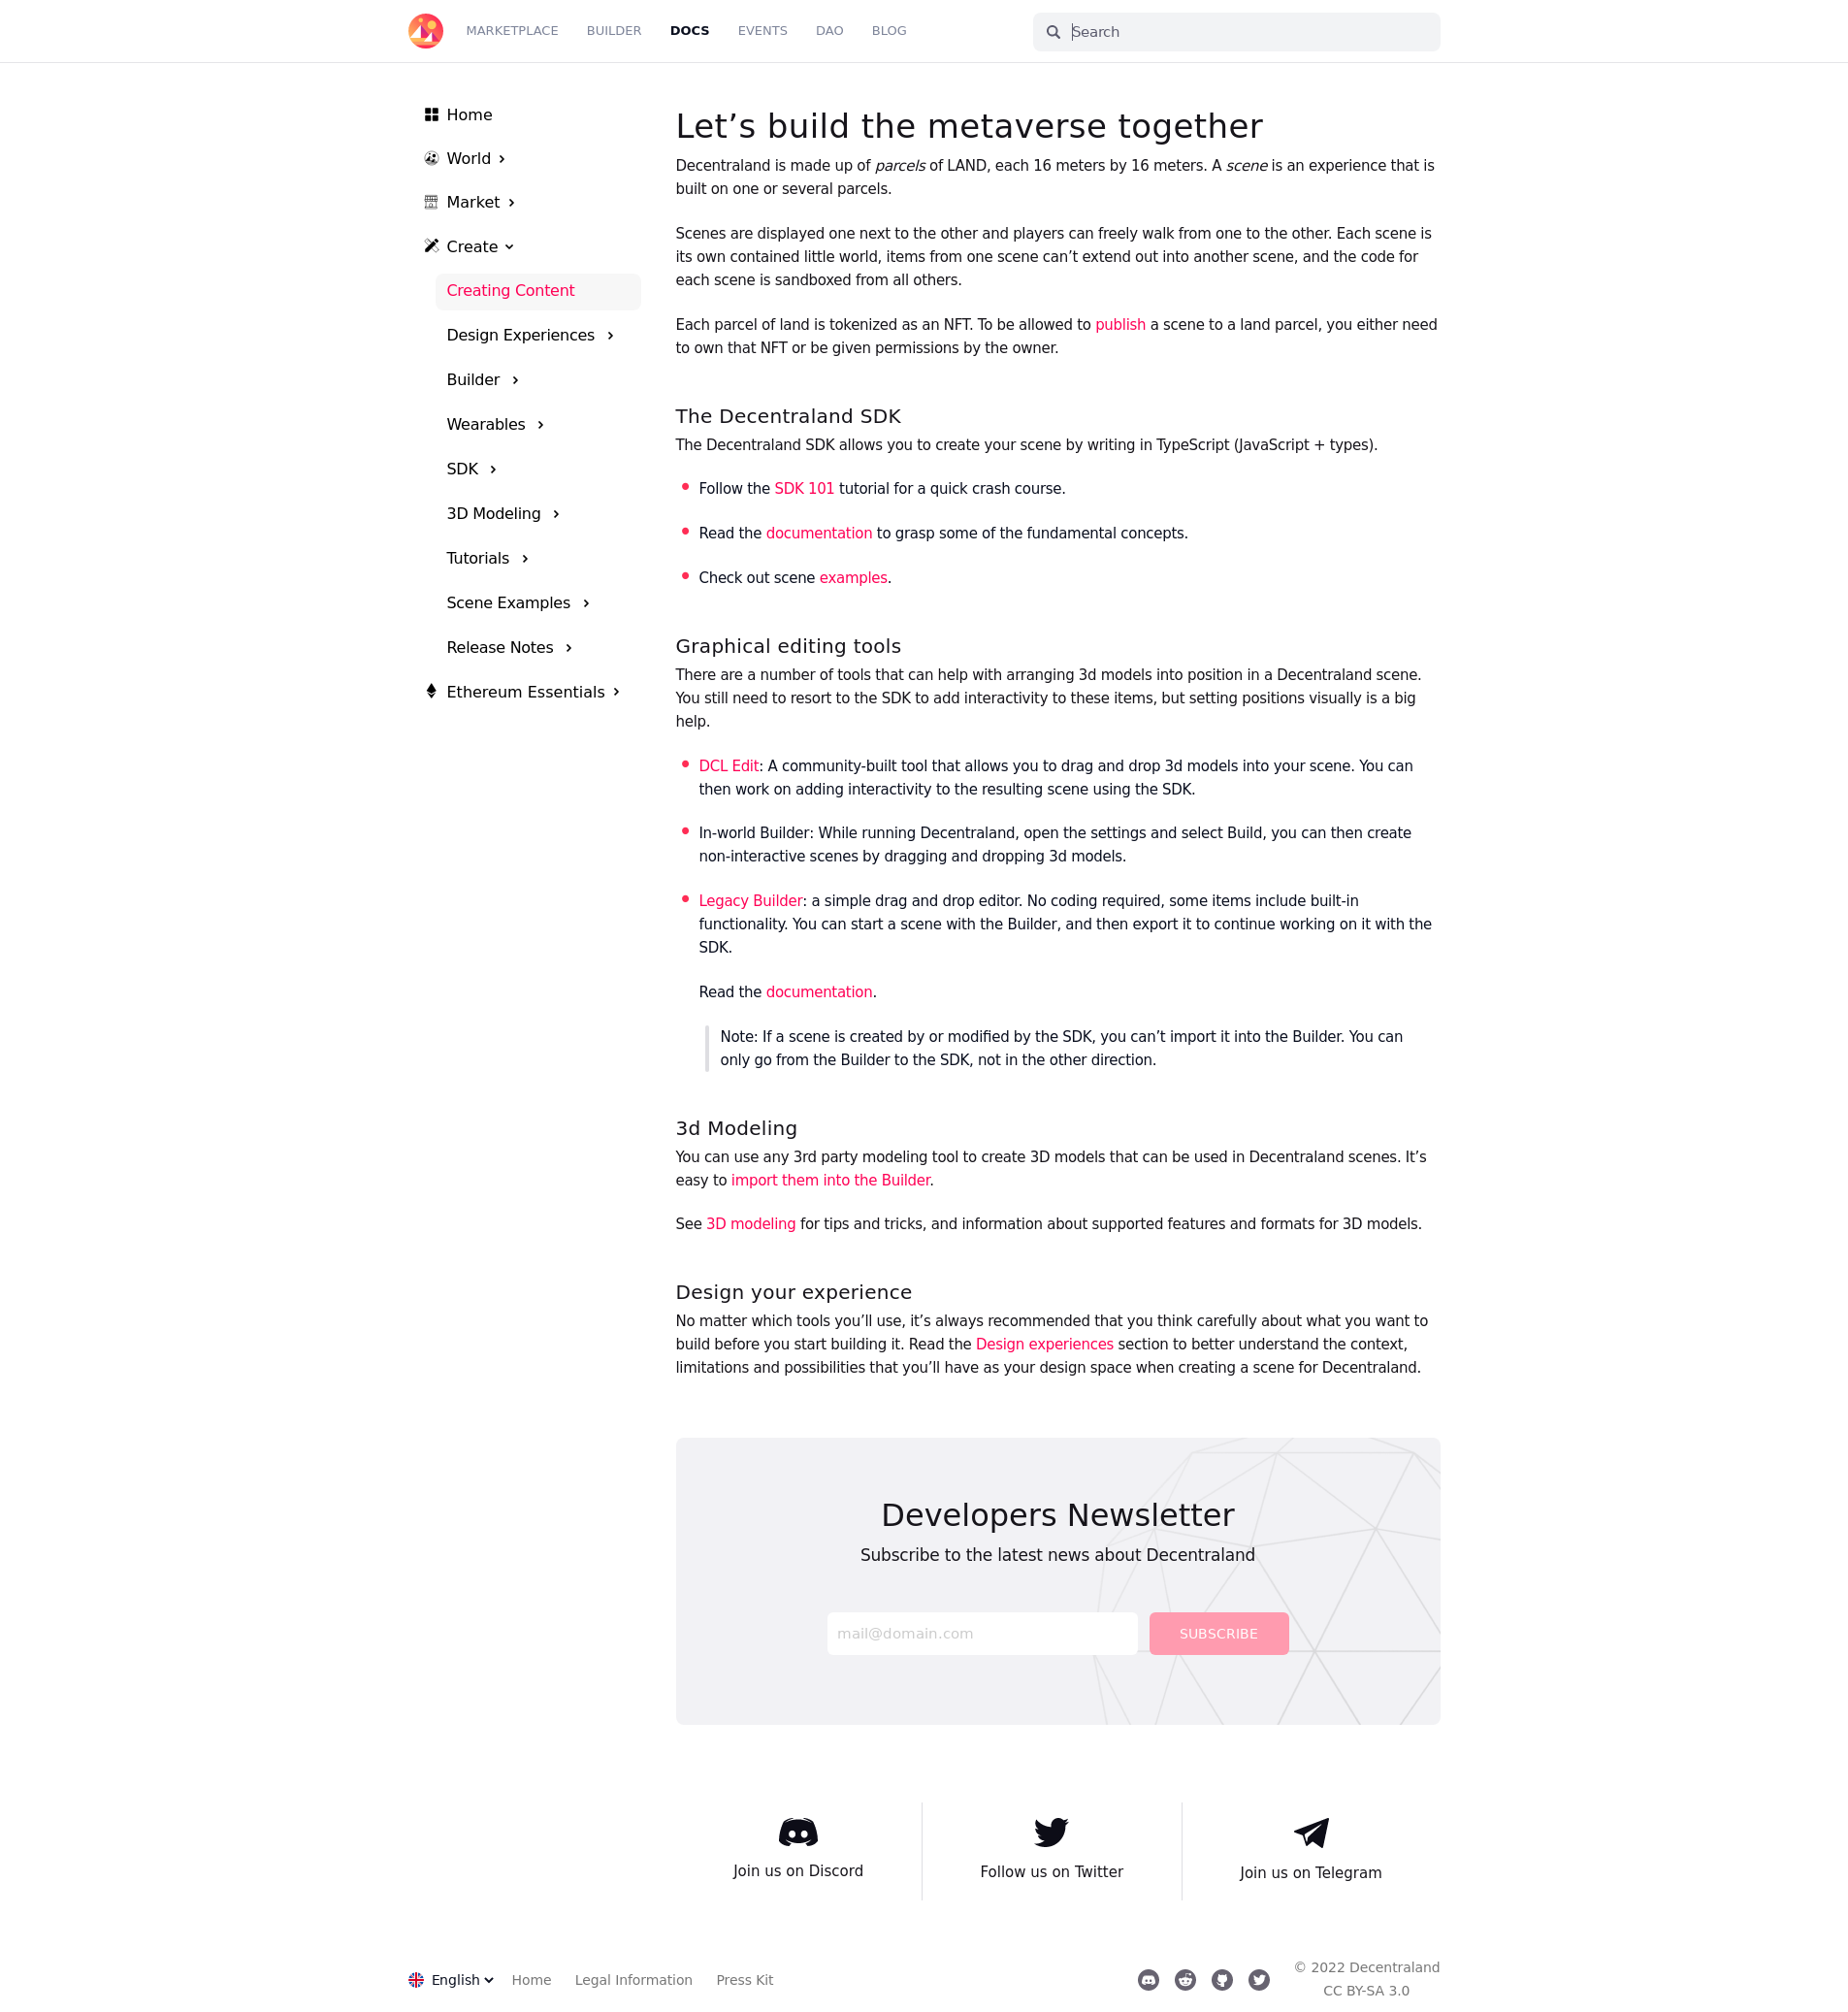 MARKETPLACE BUILDER DOCS EVENTS DAO BLOG Search
Home
World
Market
Create
Creating Content
Design Experiences
Builder
Wearables
SDK
3D Modeling
Tutorials
Scene Examples
Release Notes
Ethereum Essentials
Let’s build the metaverse together
Decentraland is made up of parcels of LAND, each 16 meters by 16 meters. A scene is an experience that is
built on one or several parcels.
Scenes are displayed one next to the other and players can freely walk from one to the other. Each scene is
its own contained little world, items from one scene can’t extend out into another scene, and the code for
each scene is sandboxed from all others.
Each parcel of land is tokenized as an NFT. To be allowed to publish a scene to a land parcel, you either need
to own that NFT or be given permissions by the owner.
The Decentraland SDK
The Decentraland SDK allows you to create your scene by writing in TypeScript (JavaScript + types).
Follow the SDK 101 tutorial for a quick crash course.
Read the documentation to grasp some of the fundamental concepts.
Check out scene examples.
Graphical editing tools
There are a number of tools that can help with arranging 3d models into position in a Decentraland scene.
You still need to resort to the SDK to add interactivity to these items, but setting positions visually is a big
help.
DCL Edit: A community-built tool that allows you to drag and drop 3d models into your scene. You can
then work on adding interactivity to the resulting scene using the SDK.
In-world Builder: While running Decentraland, open the settings and select Build, you can then create
non-interactive scenes by dragging and dropping 3d models.
Legacy Builder: a simple drag and drop editor. No coding required, some items include built-in
functionality. You can start a scene with the Builder, and then export it to continue working on it with the
SDK.
Read the documentation.
Note: If a scene is created by or modified by the SDK, you can’t import it into the Builder. You can
only go from the Builder to the SDK, not in the other direction.
3d Modeling
You can use any 3rd party modeling tool to create 3D models that can be used in Decentraland scenes. It’s
easy to import them into the Builder.
See 3D modeling for tips and tricks, and information about supported features and formats for 3D models.
Design your experience
No matter which tools you’ll use, it’s always recommended that you think carefully about what you want to
build before you start building it. Read the Design experiences section to better understand the context,
limitations and possibilities that you’ll have as your design space when creating a scene for Decentraland.
Developers Newsletter
Subscribe to the latest news about Decentraland
mail@domain.com SUBSCRIBE
Join us on Discord
Follow us on Twitter
Join us on Telegram
English Home Legal Information Press Kit
© 2022 Decentraland
CC BY-SA 3.0